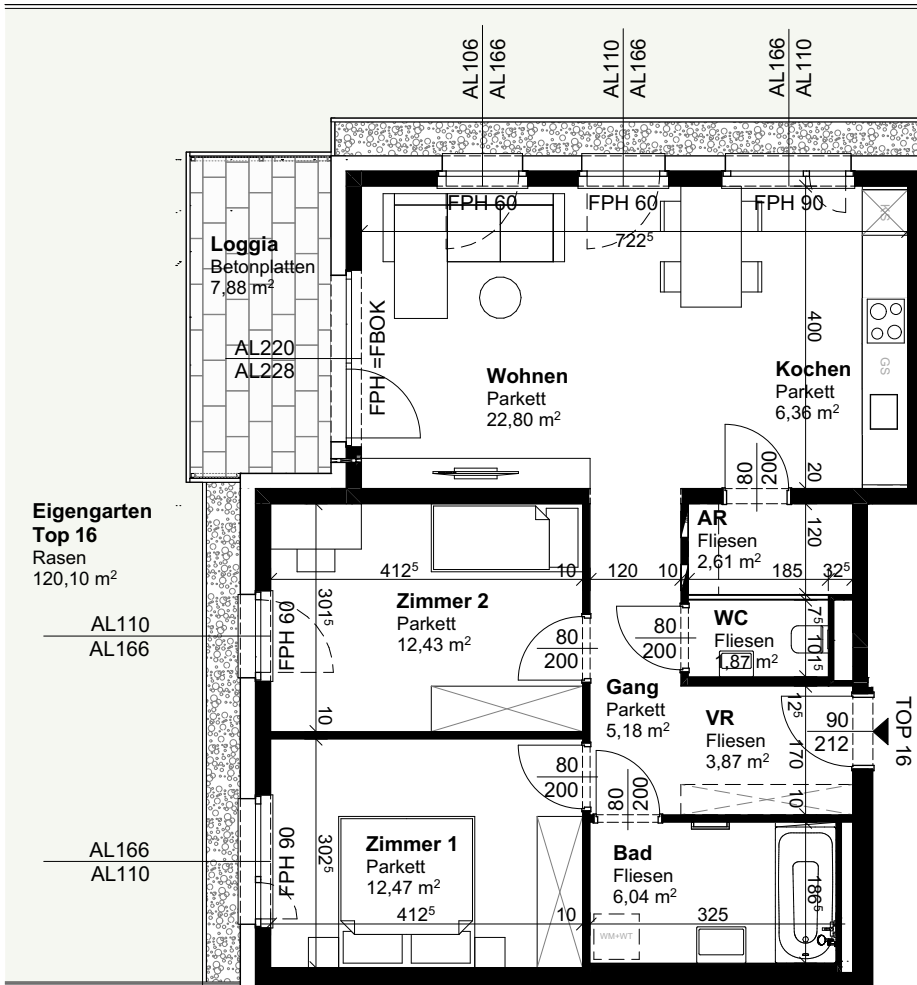 AL106
AL166
AL110
AL166
AL166
AL110
FPH 60
FPH 60
FPH 90
KS
722⁵
Loggia
Betonplatten
7,88 m²
AL220
AL228
FPH =FBOK
400
Wohnen
Parkett
22,80 m²
Kochen
Parkett
6,36 m²
GS
80
200
20
Eigengarten
Top 16
Rasen
120,10 m²
AR
Fliesen
2,61 m²
120
412⁵
10
120
10
185
32⁵
301⁵
Zimmer 2
Parkett
12,43 m²
AL110
AL166
FPH 60
80
200
80
200
WC
Fliesen
1,87 m²
7⁵
101⁵
10
Gang
Parkett
5,18 m²
VR
Fliesen
3,87 m²
12⁵
170
10
90
212
TOP 16
80
200
80
200
AL166
AL110
FPH 90
302⁵
Zimmer 1
Parkett
12,47 m²
Bad
Fliesen
6,04 m²
186⁵
412⁵
10
325
WM+WT